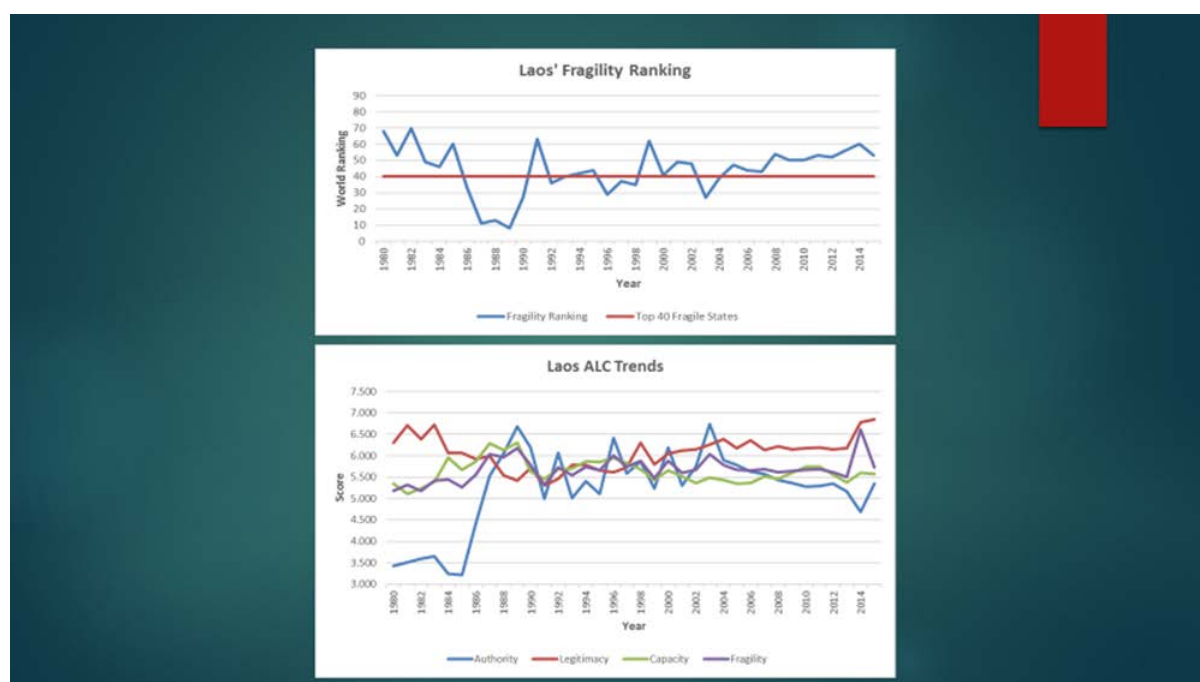 Laos' Fragility Ranking
90
80
70
60
50
40
30
20
10
0
World Ranking
1980 1982 1984 1986 1988 1990 1992 1994 1996 1998 2000 2002 2004 2006 2008 2010 2012 2014
Year
Fragility Ranking Top 40 Fragile States
Laos ALC Trends
7.500
7.000
6.500
6.000
5.500
5.000
4.500
4.000
3.500
3.000
Score
1980 1982 1984 1986 1988 1990 1992 1994 1996 1998 2000 2002 2004 2006 2008 2010 2012 2014
Year
Authority Legitimacy Capacity Fragility